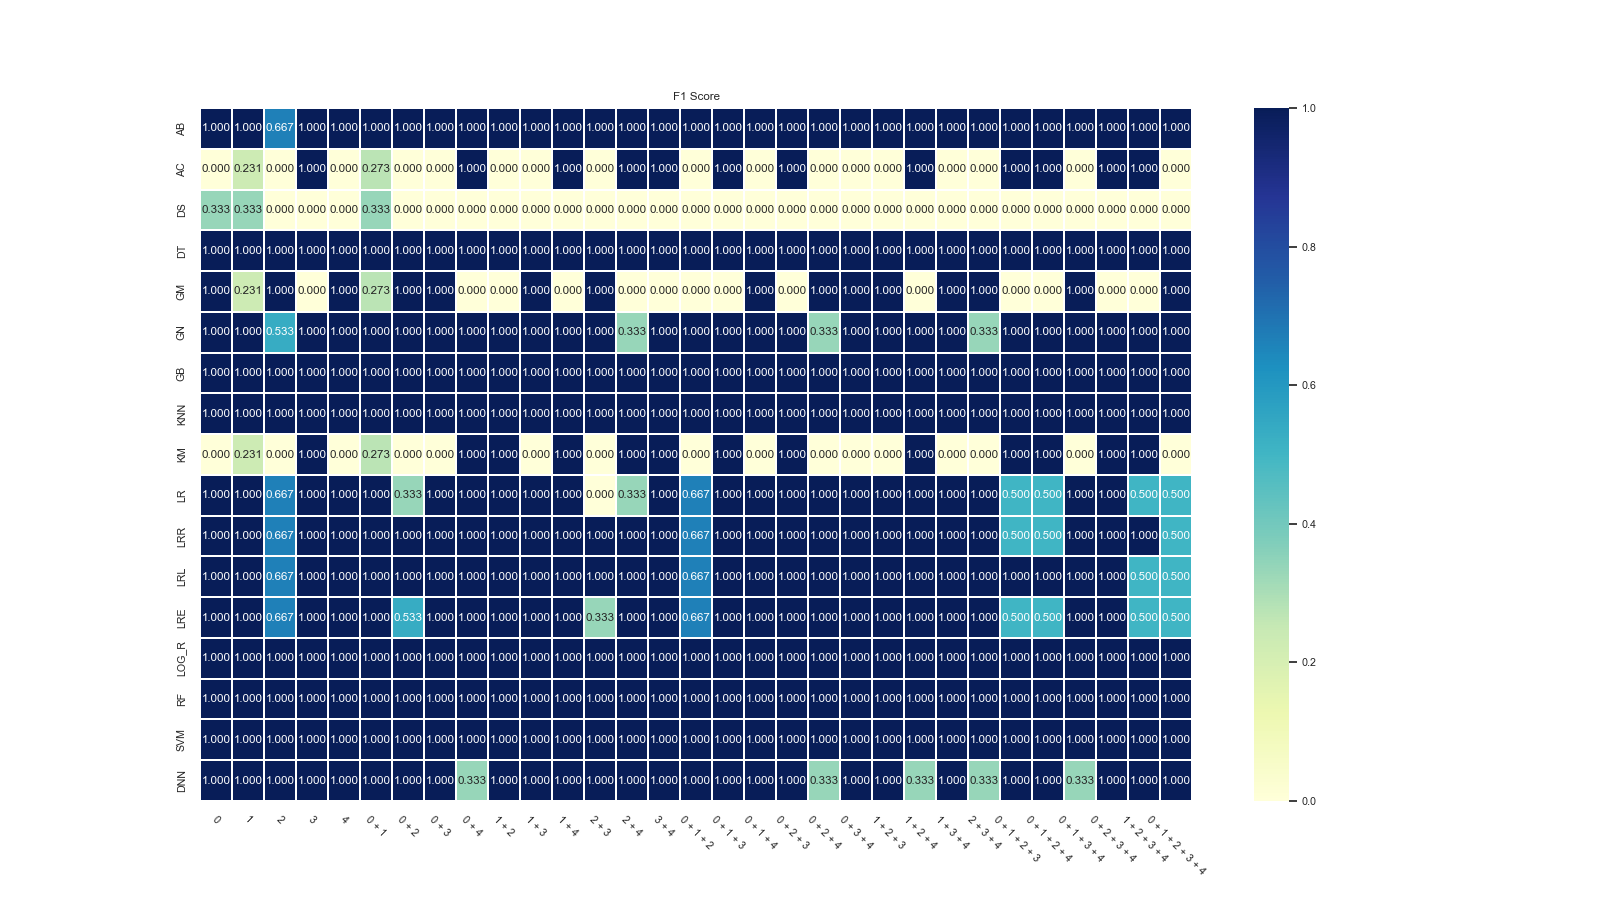 F1 Score
AB 1.000 1.000 0.667 1.000 1.000 1.000 1.000 1.000 1.000 1.000 1.000 1.000 1.000 1.000 1.000 1.000 1.000 1.000 1.000 1.000 1.000 1.000 1.000 1.000 1.000 1.000 1.000 1.000 1.000 1.000 1.000
AC 0.000 0.231 0.000 1.000 0.000 0.273 0.000 0.000 1.000 0.000 0.000 1.000 0.000 1.000 1.000 0.000 1.000 0.000 1.000 0.000 0.000 0.000 1.000 0.000 0.000 1.000 1.000 0.000 1.000 1.000 0.000
DS 0.333 0.333 0.000 0.000 0.000 0.333 0.000 0.000 0.000 0.000 0.000 0.000 0.000 0.000 0.000 0.000 0.000 0.000 0.000 0.000 0.000 0.000 0.000 0.000 0.000 0.000 0.000 0.000 0.000 0.000 0.000
DT 1.000 1.000 1.000 1.000 1.000 1.000 1.000 1.000 1.000 1.000 1.000 1.000 1.000 1.000 1.000 1.000 1.000 1.000 1.000 1.000 1.000 1.000 1.000 1.000 1.000 1.000 1.000 1.000 1.000 1.000 1.000
GM 1.000 0.231 1.000 0.000 1.000 0.273 1.000 1.000 0.000 0.000 1.000 0.000 1.000 0.000 0.000 0.000 0.000 1.000 0.000 1.000 1.000 1.000 0.000 1.000 1.000 0.000 0.000 1.000 0.000 0.000 1.000
GN 1.000 1.000 0.533 1.000 1.000 1.000 1.000 1.000 1.000 1.000 1.000 1.000 1.000 0.333 1.000 1.000 1.000 1.000 1.000 0.333 1.000 1.000 1.000 1.000 0.333 1.000 1.000 1.000 1.000 1.000 1.000
GB 1.000 1.000 1.000 1.000 1.000 1.000 1.000 1.000 1.000 1.000 1.000 1.000 1.000 1.000 1.000 1.000 1.000 1.000 1.000 1.000 1.000 1.000 1.000 1.000 1.000 1.000 1.000 1.000 1.000 1.000 1.000
KNN 1.000 1.000 1.000 1.000 1.000 1.000 1.000 1.000 1.000 1.000 1.000 1.000 1.000 1.000 1.000 1.000 1.000 1.000 1.000 1.000 1.000 1.000 1.000 1.000 1.000 1.000 1.000 1.000 1.000 1.000 1.000
KM 0.000 0.231 0.000 1.000 0.000 0.273 0.000 0.000 1.000 1.000 0.000 1.000 0.000 1.000 1.000 0.000 1.000 0.000 1.000 0.000 0.000 0.000 1.000 0.000 0.000 1.000 1.000 0.000 1.000 1.000 0.000
LR 1.000 1.000 0.667 1.000 1.000 1.000 0.333 1.000 1.000 1.000 1.000 1.000 0.000 0.333 1.000 0.667 1.000 1.000 1.000 1.000 1.000 1.000 1.000 1.000 1.000 0.500 0.500 1.000 1.000 0.500 0.500
LRR 1.000 1.000 0.667 1.000 1.000 1.000 1.000 1.000 1.000 1.000 1.000 1.000 1.000 1.000 1.000 0.667 1.000 1.000 1.000 1.000 1.000 1.000 1.000 1.000 1.000 0.500 0.500 1.000 1.000 1.000 0.500
LRL 1.000 1.000 0.667 1.000 1.000 1.000 1.000 1.000 1.000 1.000 1.000 1.000 1.000 1.000 1.000 0.667 1.000 1.000 1.000 1.000 1.000 1.000 1.000 1.000 1.000 1.000 1.000 1.000 1.000 0.500 0.500
LRE 1.000 1.000 0.667 1.000 1.000 1.000 0.533 1.000 1.000 1.000 1.000 1.000 0.333 1.000 1.000 0.667 1.000 1.000 1.000 1.000 1.000 1.000 1.000 1.000 1.000 0.500 0.500 1.000 1.000 0.500 0.500
LOG_R 1.000 1.000 1.000 1.000 1.000 1.000 1.000 1.000 1.000 1.000 1.000 1.000 1.000 1.000 1.000 1.000 1.000 1.000 1.000 1.000 1.000 1.000 1.000 1.000 1.000 1.000 1.000 1.000 1.000 1.000 1.000
RF 1.000 1.000 1.000 1.000 1.000 1.000 1.000 1.000 1.000 1.000 1.000 1.000 1.000 1.000 1.000 1.000 1.000 1.000 1.000 1.000 1.000 1.000 1.000 1.000 1.000 1.000 1.000 1.000 1.000 1.000 1.000
SVM 1.000 1.000 1.000 1.000 1.000 1.000 1.000 1.000 1.000 1.000 1.000 1.000 1.000 1.000 1.000 1.000 1.000 1.000 1.000 1.000 1.000 1.000 1.000 1.000 1.000 1.000 1.000 1.000 1.000 1.000 1.000
DNN 1.000 1.000 1.000 1.000 1.000 1.000 1.000 1.000 0.333 1.000 1.000 1.000 1.000 1.000 1.000 1.000 1.000 1.000 1.000 0.333 1.000 1.000 0.333 1.000 0.333 1.000 1.000 0.333 1.000 1.000 1.000
0
1
2
3
4
0 + 1
0 + 2
0 + 3
0 + 4
1 + 2
1 + 3
1 + 4
2 + 3
2 + 4
3 + 4
0 + 1 + 2
0 + 1 + 3
0 + 1 + 4
0 + 2 + 3
0 + 2 + 4
0 + 3 + 4
1 + 2 + 3
1 + 2 + 4
1 + 3 + 4
2 + 3 + 4
0 + 1 + 2 + 3
0 + 1 + 2 + 4
0 + 1 + 3 + 4
0 + 2 + 3 + 4
1 + 2 + 3 + 4
0 + 1 + 2 + 3 + 4
1.0
0.8
0.6
0.4
0.2
0.0